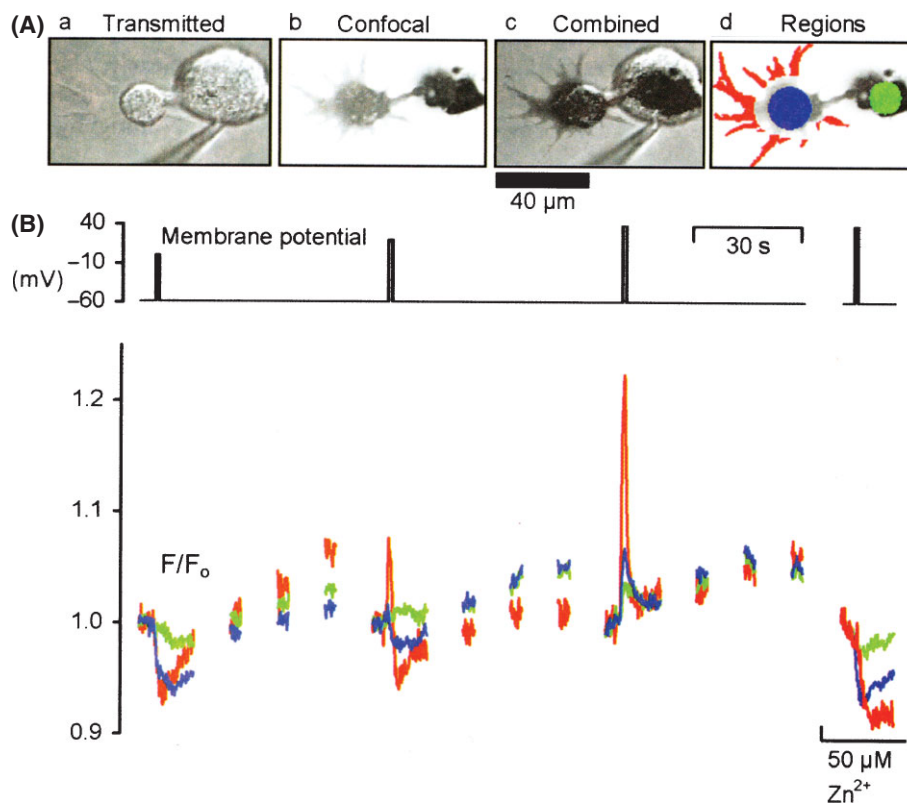 (A) a Transmitted b Confocal c Combined d Regions
40 µm
(B)
40
−10
−60
(mV)
Membrane potential
30 s
1.2
1.1
1.0
0.9
F/Fo
50 µM
Zn2+